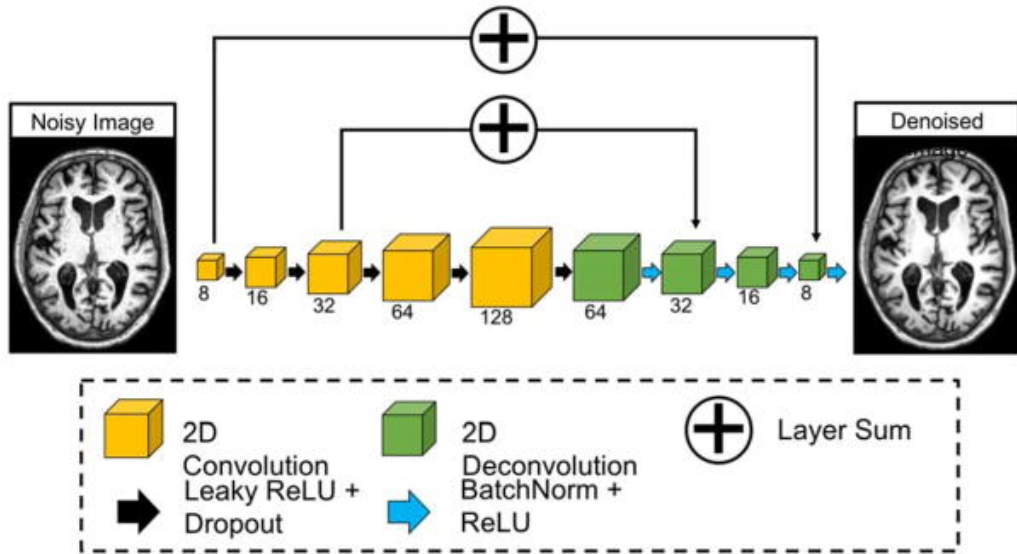 Noisy Image
Denoised
Image
8
16
32
64
128
64
32
16
8
2D
Convolution
Leaky ReLU +
Dropout
2D
Deconvolution
BatchNorm +
ReLU
Layer Sum